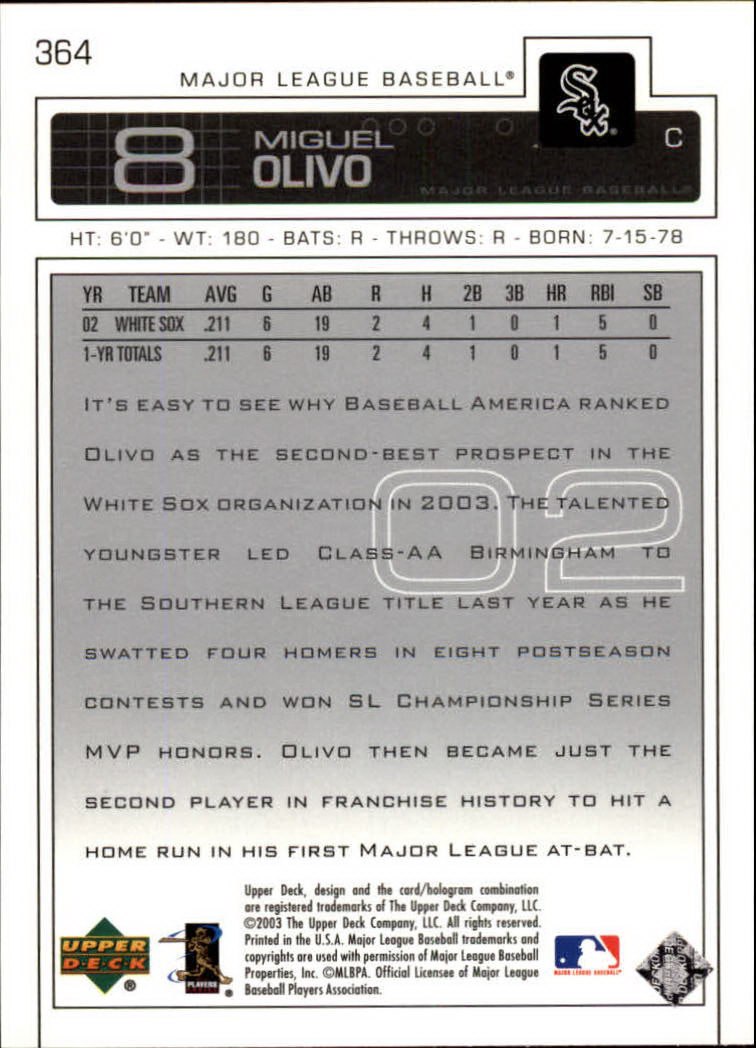 364
MAJOR LEAGUE BASEBALL®
Sox
8 MIGUEL OLIVO C
MAJOR LEAGUE BASEBALL®
HT: 6'0" - WT: 180 - BATS: R - THROWS: R - BORN: 7-15-78
YR TEAM AVG G AB R H 2B 3B HR RBI SB
02 WHITE SOX .211 6 19 2 4 1 0 1 5 0
1-YR TOTALS .211 6 19 2 4 1 0 1 5 0
IT'S EASY TO SEE WHY BASEBALL AMERICA RANKED
OLIVO AS THE SECOND-BEST PROSPECT IN THE
WHITE SOX ORGANIZATION IN 2003. THE TALENTED
YOUNGSTER LED CLASS-AA BIRMINGHAM TO
THE SOUTHERN LEAGUE TITLE LAST YEAR AS HE
SWATTED FOUR HOMERS IN EIGHT POSTSEASON
CONTESTS AND WON SL CHAMPIONSHIP SERIES
MVP HONORS. OLIVO THEN BECAME JUST THE
SECOND PLAYER IN FRANCHISE HISTORY TO HIT A
HOME RUN IN HIS FIRST MAJOR LEAGUE AT-BAT.
02
Upper Deck, design and the card/hologram combination
are registered trademarks of The Upper Deck Company, LLC.
©2003 The Upper Deck Company, LLC. All rights reserved.
Printed in the U.S.A. Major League Baseball trademarks and
copyrights are used with permission of Major League Baseball
Properties, Inc. ©MLBPA. Official Licensee of Major League
Baseball Players Association.
UPPER
DECK®
PLAYERS
MAJOR LEAGUE BASEBALL®